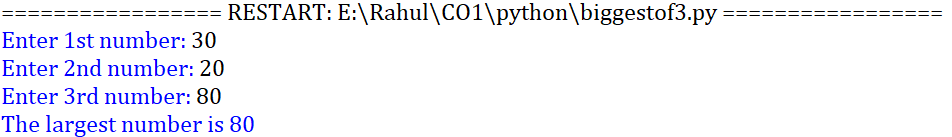 ================= RESTART: E:\Rahul\CO1\python\biggestof3.py =================
Enter 1st number: 30
Enter 2nd number: 20
Enter 3rd number: 80
The largest number is 80